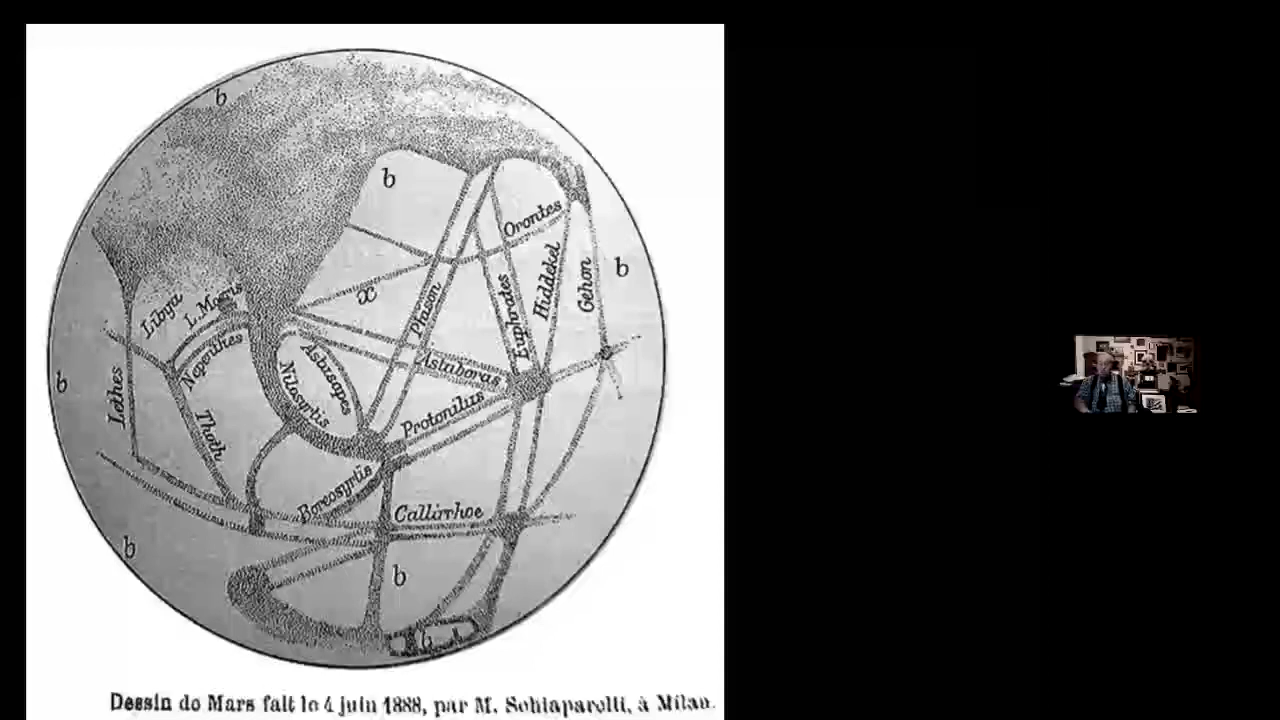 b
b
Orontes
b
Hiddekel
Gehon
Libya
L. Moeris
x
Phison
Euphrates
Nepenthes
Astusapes
Astaboras
b
Lethes
Nilosyrtis
Protonilus
Thoth
Boreosyrtis
Callirrhoe
b
b
b
Dessin de Mars fait le 4 juin 1888, par M. Schiaparelli, à Milan.